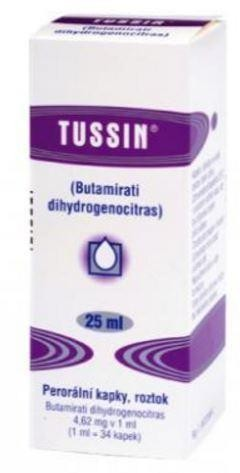 TUSSIN®
(Butamirati
dihydrogenocitras)
TUSSIN®
(Butamirati
dihydrogenocitras)
25 ml
Perorální kapky, roztok
Butamirati dihydrogenocitras
4,62 mg v 1 ml
(1 ml = 34 kapek)